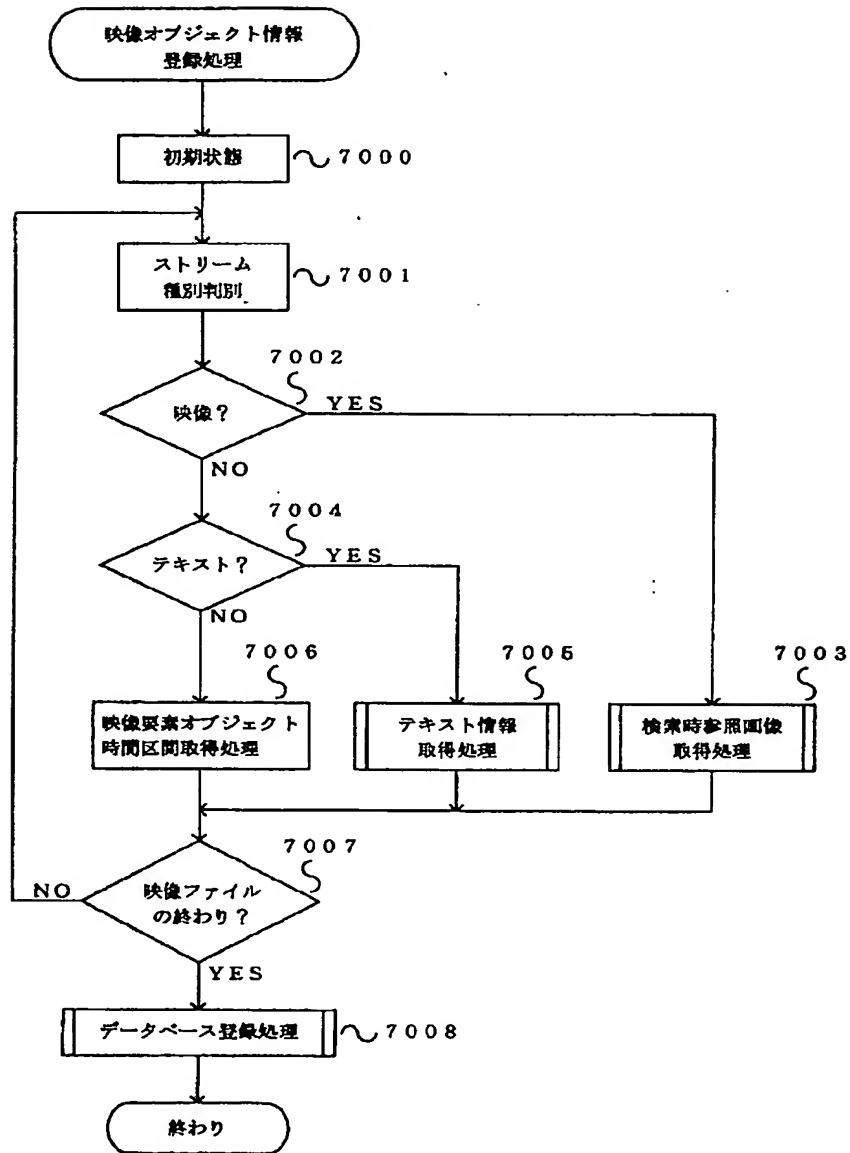 映像オブジェクト情報
登録処理
初期状態
7000
ストリーム
種別判別
7001
7002
映像?
YES
NO
7004
テキスト?
YES
NO
7006
7005
7003
映像要素オブジェクト
時間区間取得処理
テキスト情報
取得処理
検索時参照画像
取得処理
7007
NO
映像ファイル
の終わり?
YES
データベース登録処理
7008
終わり